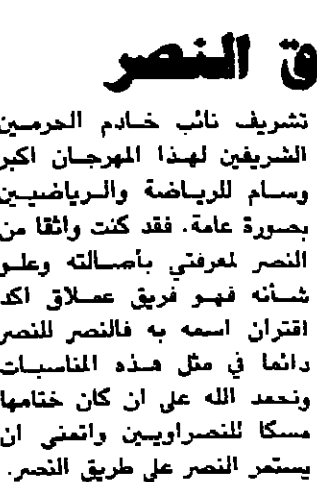 ق النصر
تشريف نائب خادم الحرمين
الشريفين لهذا المهرجان اكبر
وسام للرياضة والرياضيين
بصورة عامة. فقد كنت واثقا من
النصر لمعرفتي بأصالته وعلو
شأنه فهو فريق عملاق اكد
اقتران اسمه به فالنصر للنصر
دائما في مثل هذه المناسبات
ونحمد الله على ان كان ختامها
مسكا للنصراويين واتمنى ان
يستمر النصر على طريق النصر.